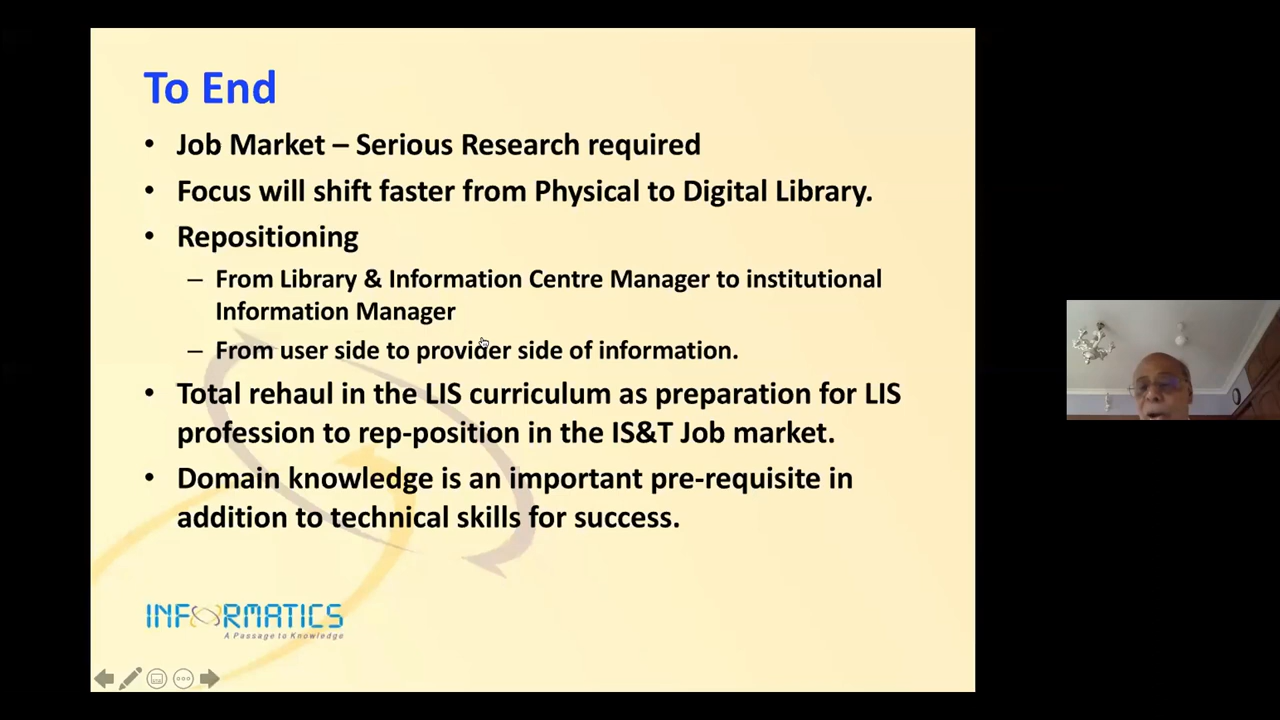 To End
• Job Market – Serious Research required
• Focus will shift faster from Physical to Digital Library.
• Repositioning
– From Library & Information Centre Manager to institutional
Information Manager
– From user side to provider side of information.
• Total rehaul in the LIS curriculum as preparation for LIS
profession to rep-position in the IS&T Job market.
• Domain knowledge is an important pre-requisite in
addition to technical skills for success.
INFORMATICS
A Passage to Knowledge